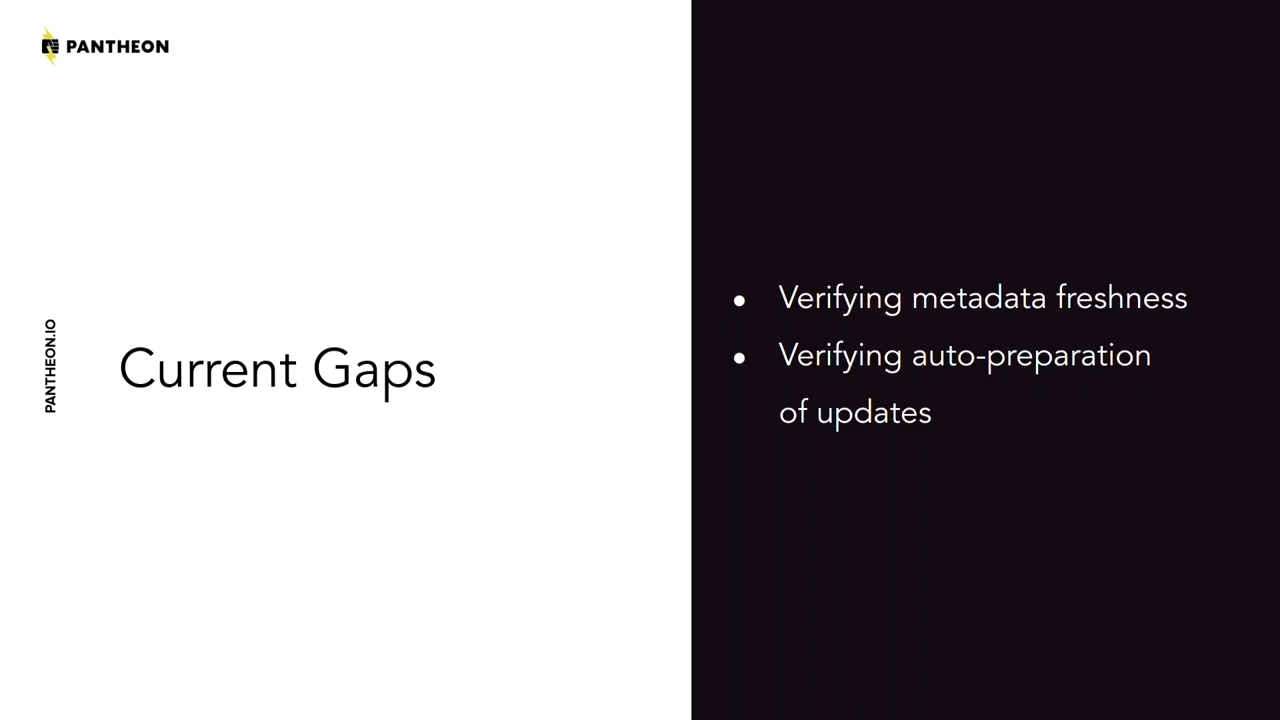 PANTHEON
PANTHEON.IO
Current Gaps
● Verifying metadata freshness
● Verifying auto-preparation
of updates